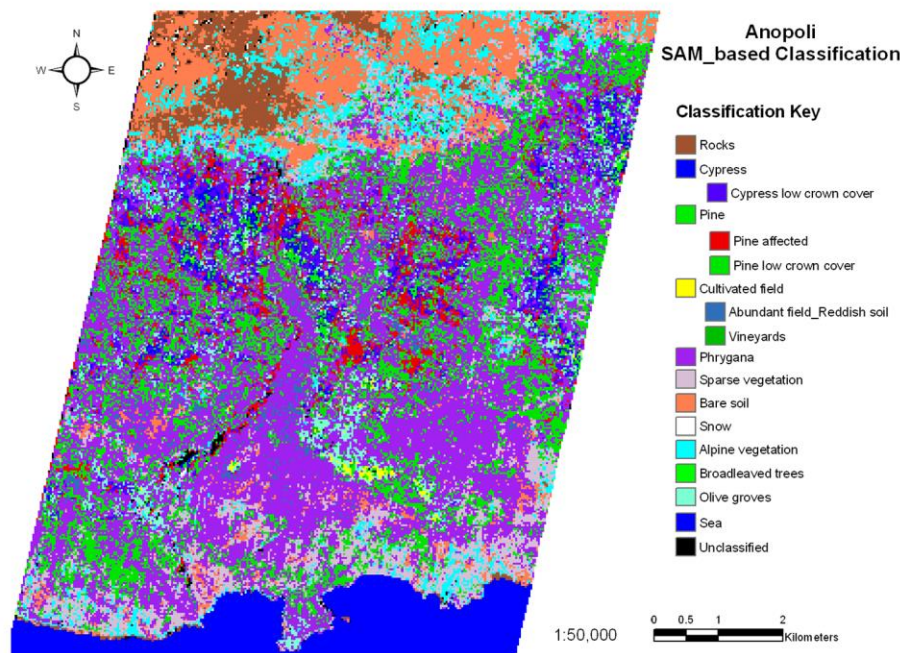 Anopoli
SAM_based Classification
N
W E
S
Classification Key
Rocks
Cypress
Cypress low crown cover
Pine
Pine affected
Pine low crown cover
Cultivated field
Abundant field_Reddish soil
Vineyards
Phrygana
Sparse vegetation
Bare soil
Snow
Alpine vegetation
Broadleaved trees
Olive groves
Sea
Unclassified
1:50,000
0 1 2
Kilometers